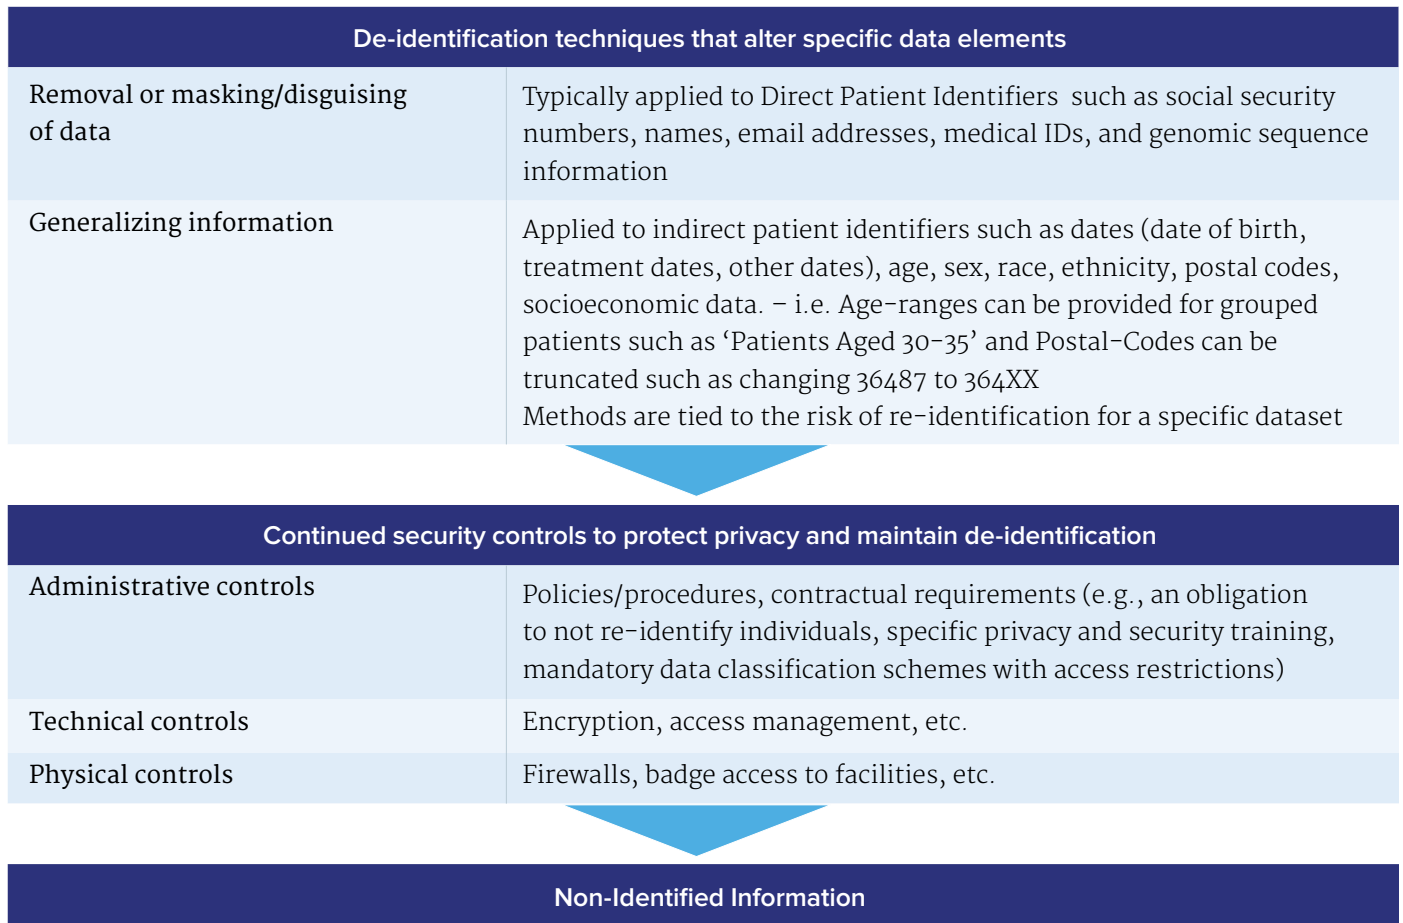 De-identification techniques that alter specific data elements
Removal or masking/disguising
of data
Typically applied to Direct Patient Identifiers  such as social security
numbers, names, email addresses, medical IDs, and genomic sequence
information
Generalizing information
Applied to indirect patient identifiers such as dates (date of birth,
treatment dates, other dates), age, sex, race, ethnicity, postal codes,
socioeconomic data. – i.e. Age-ranges can be provided for grouped
patients such as ‘Patients Aged 30-35’ and Postal-Codes can be
truncated such as changing 36487 to 364XX
Methods are tied to the risk of re-identification for a specific dataset
Continued security controls to protect privacy and maintain de-identification
Administrative controls
Policies/procedures, contractual requirements (e.g., an obligation
to not re-identify individuals, specific privacy and security training,
mandatory data classification schemes with access restrictions)
Technical controls
Encryption, access management, etc.
Physical controls
Firewalls, badge access to facilities, etc.
Non-Identified Information